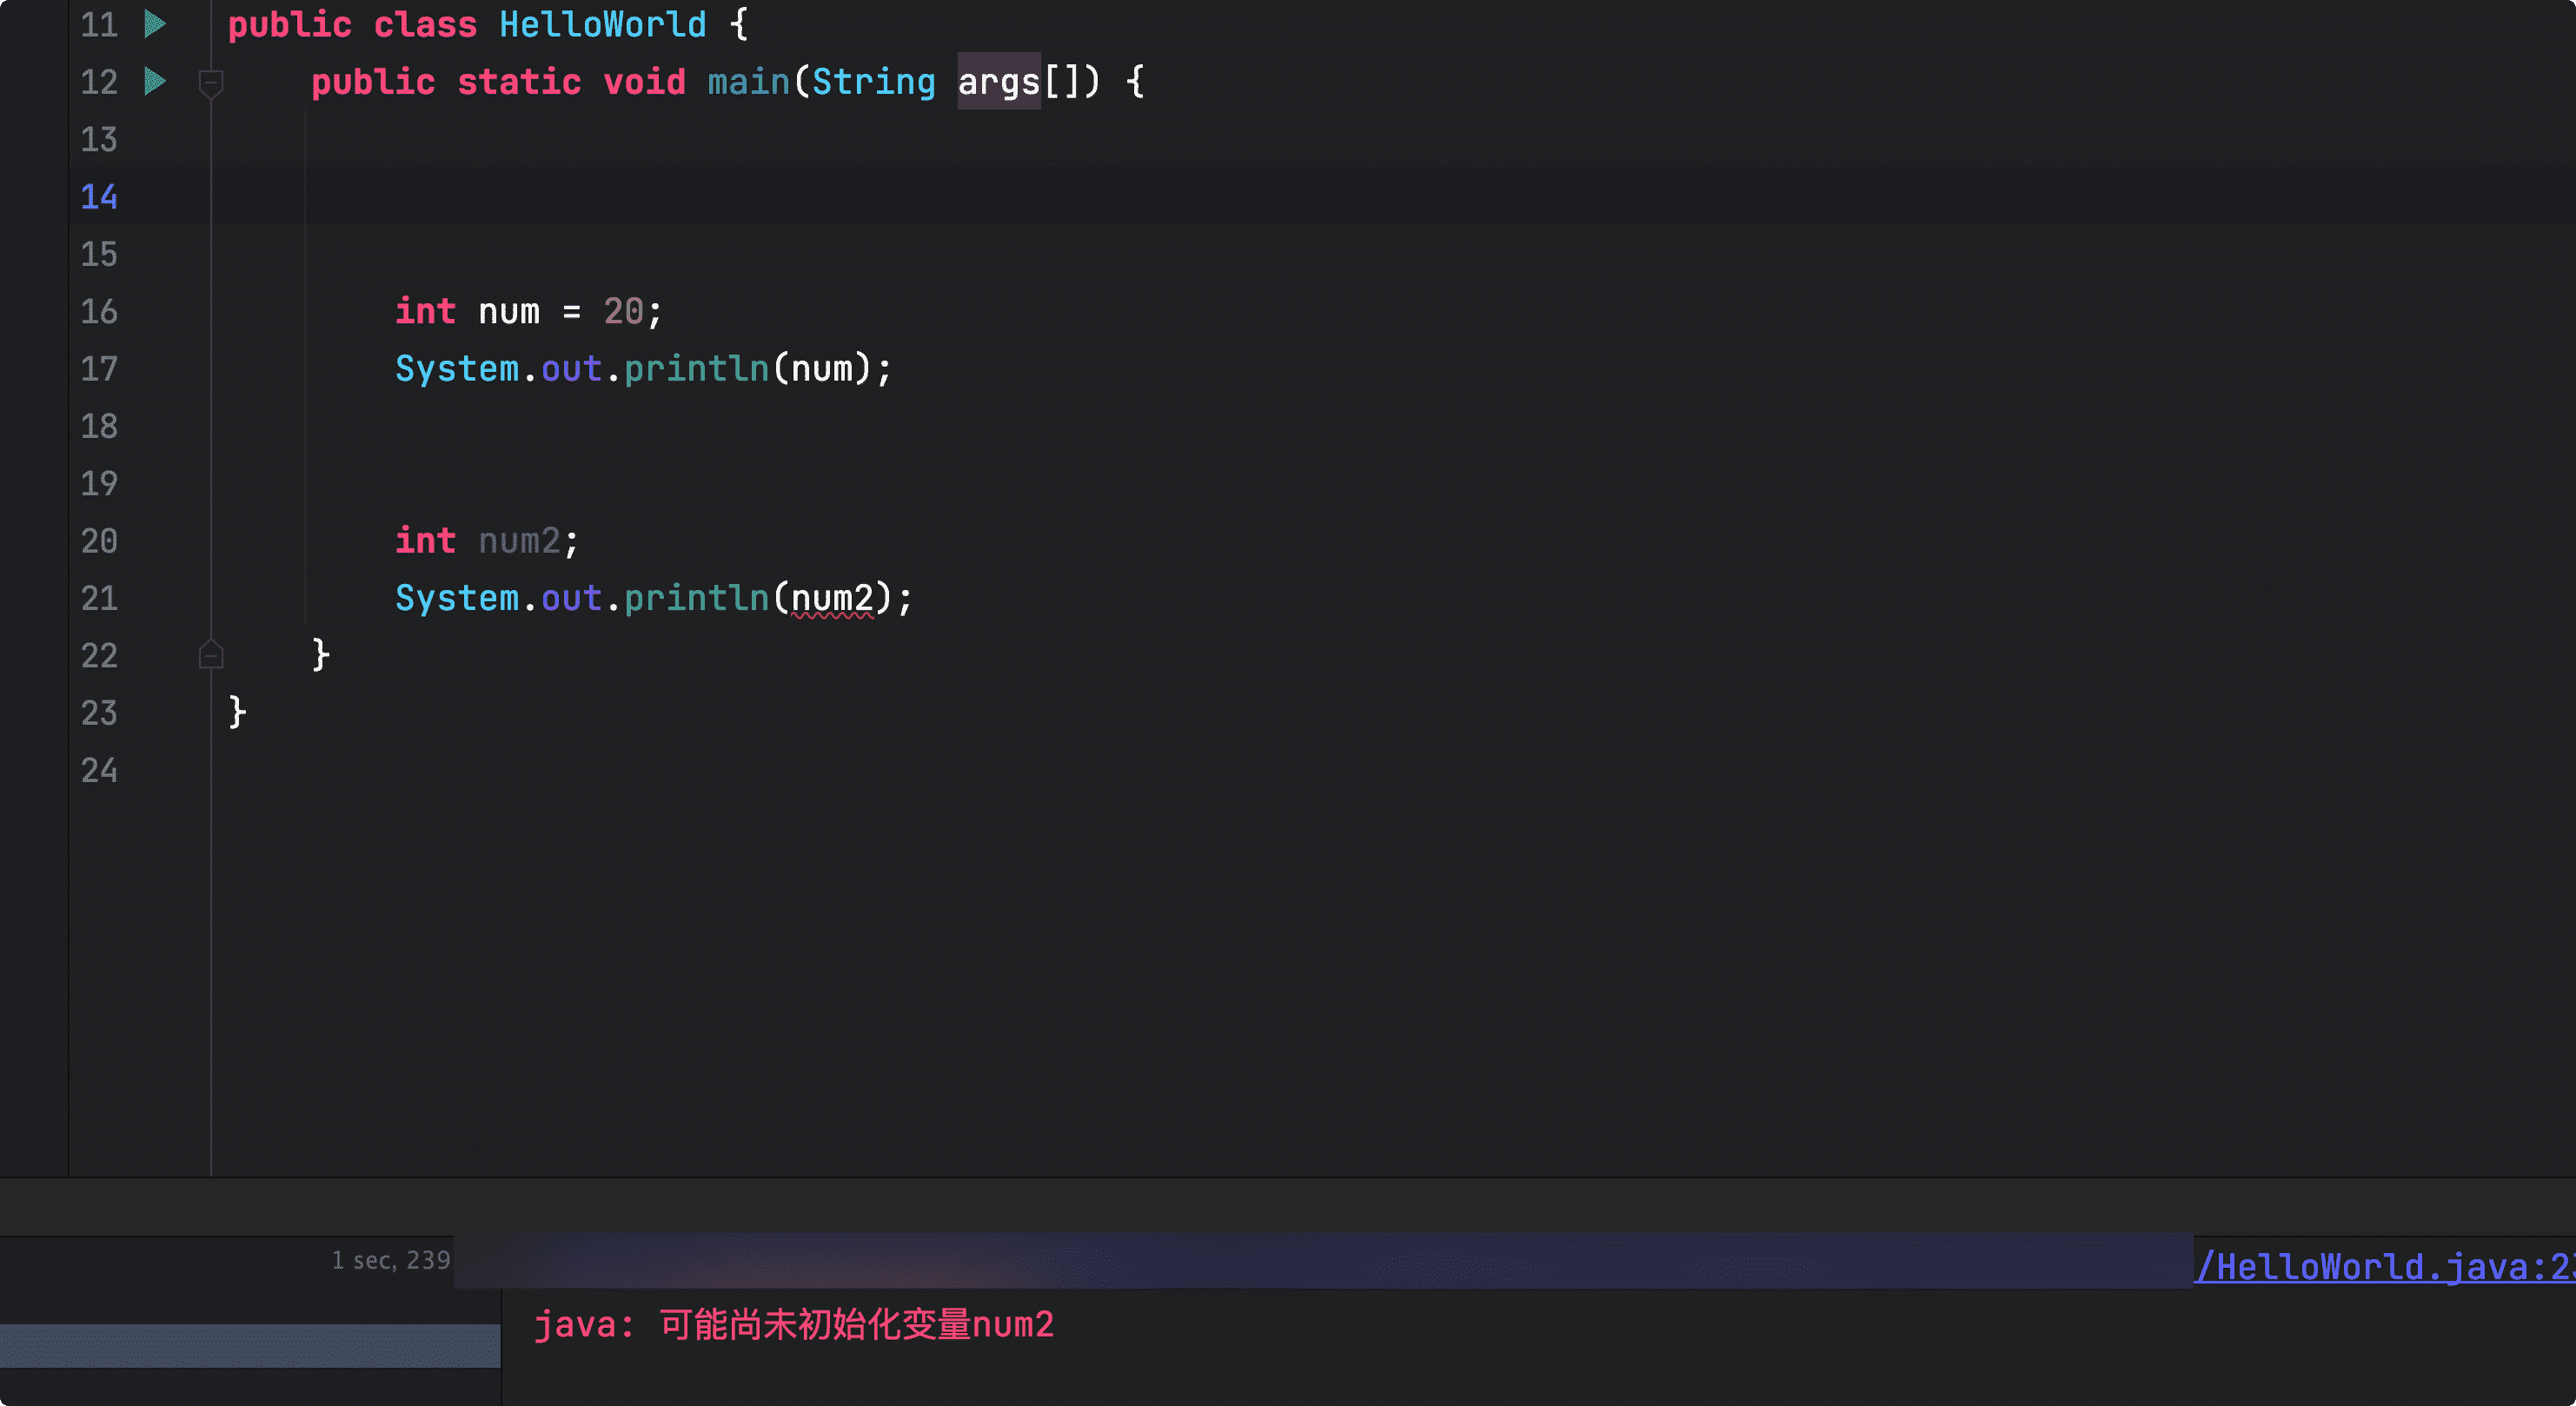 11 public class HelloWorld {
12 public static void main(String args[]) {
13
14
15
16 int num = 20;
17 System.out.println(num);
18
19
20 int num2;
21 System.out.println(num2);
22 }
23 }
24
1 sec, 239
/HelloWorld.java:2
java: 可能尚未初始化变量num2